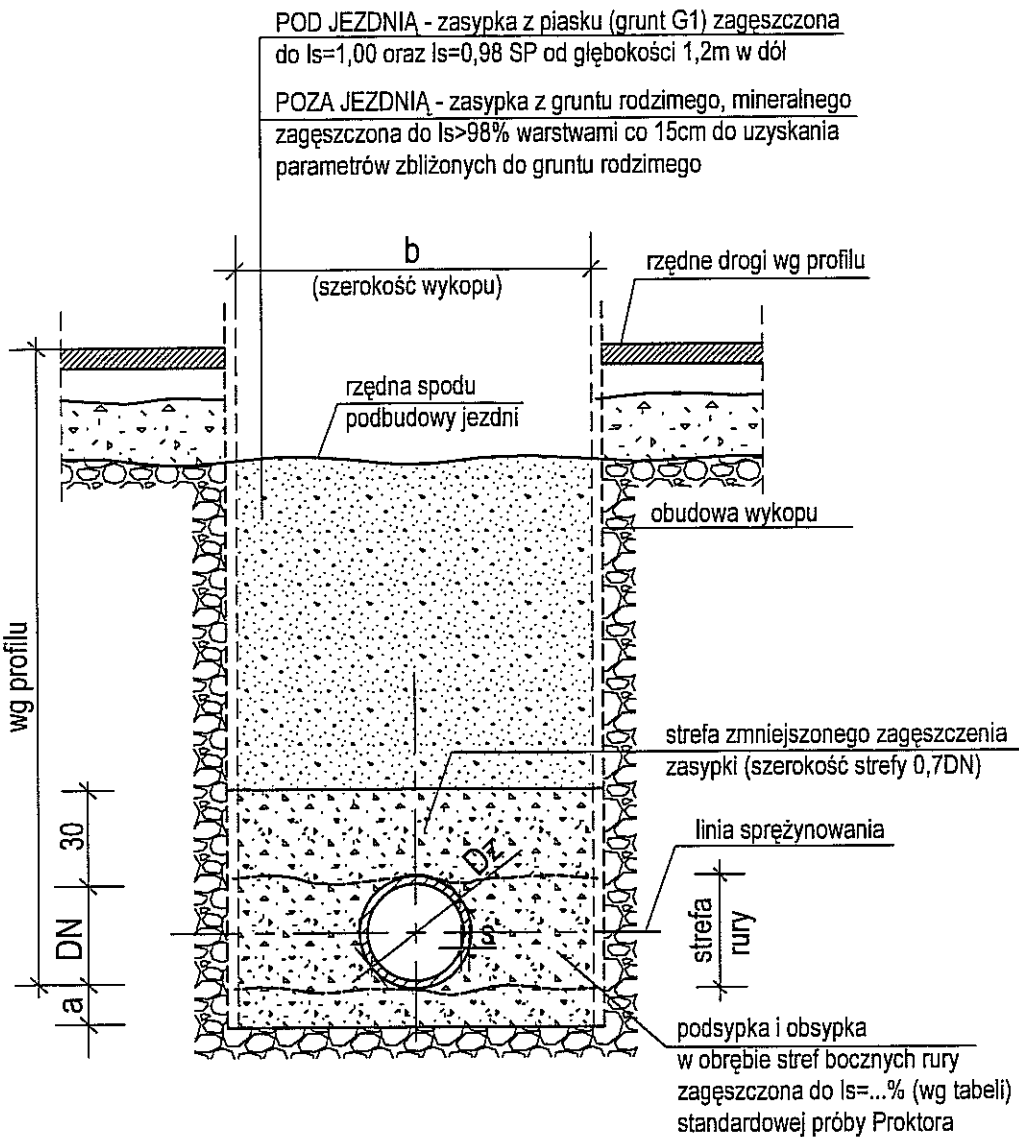 POD JEZDNIĄ - zasypka z piasku (grunt G1) zagęszczona
do Is=1,00 oraz Is=0,98 SP od głębokości 1,2m w dół
POZA JEZDNIĄ - zasypka z gruntu rodzimego, mineralnego
zagęszczona do Is>98% warstwami co 15cm do uzyskania
parametrów zbliżonych do gruntu rodzimego
b
(szerokość wykopu)
rzędne drogi wg profilu
rzędna spodu
podbudowy jezdni
obudowa wykopu
wg profilu
strefa zmniejszonego zagęszczenia
zasypki (szerokość strefy 0,7DN)
30
linia sprężynowania
Dz
DN
s
strefa
rury
a
podsypka i obsypka
w obrębie stref bocznych rury
zagęszczona do Is=...% (wg tabeli)
standardowej próby Proktora